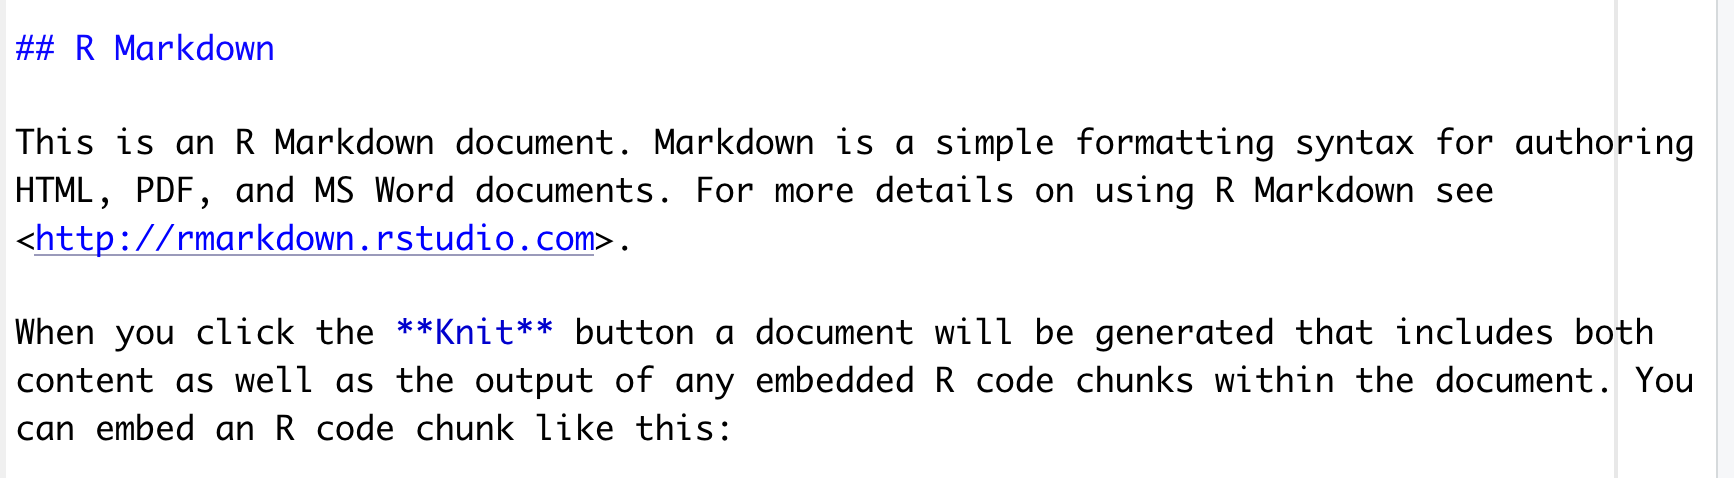 ## R Markdown
This is an R Markdown document. Markdown is a simple formatting syntax for authoring
HTML, PDF, and MS Word documents. For more details on using R Markdown see
<http://rmarkdown.rstudio.com>.
When you click the **Knit** button a document will be generated that includes both
content as well as the output of any embedded R code chunks within the document. You
can embed an R code chunk like this: